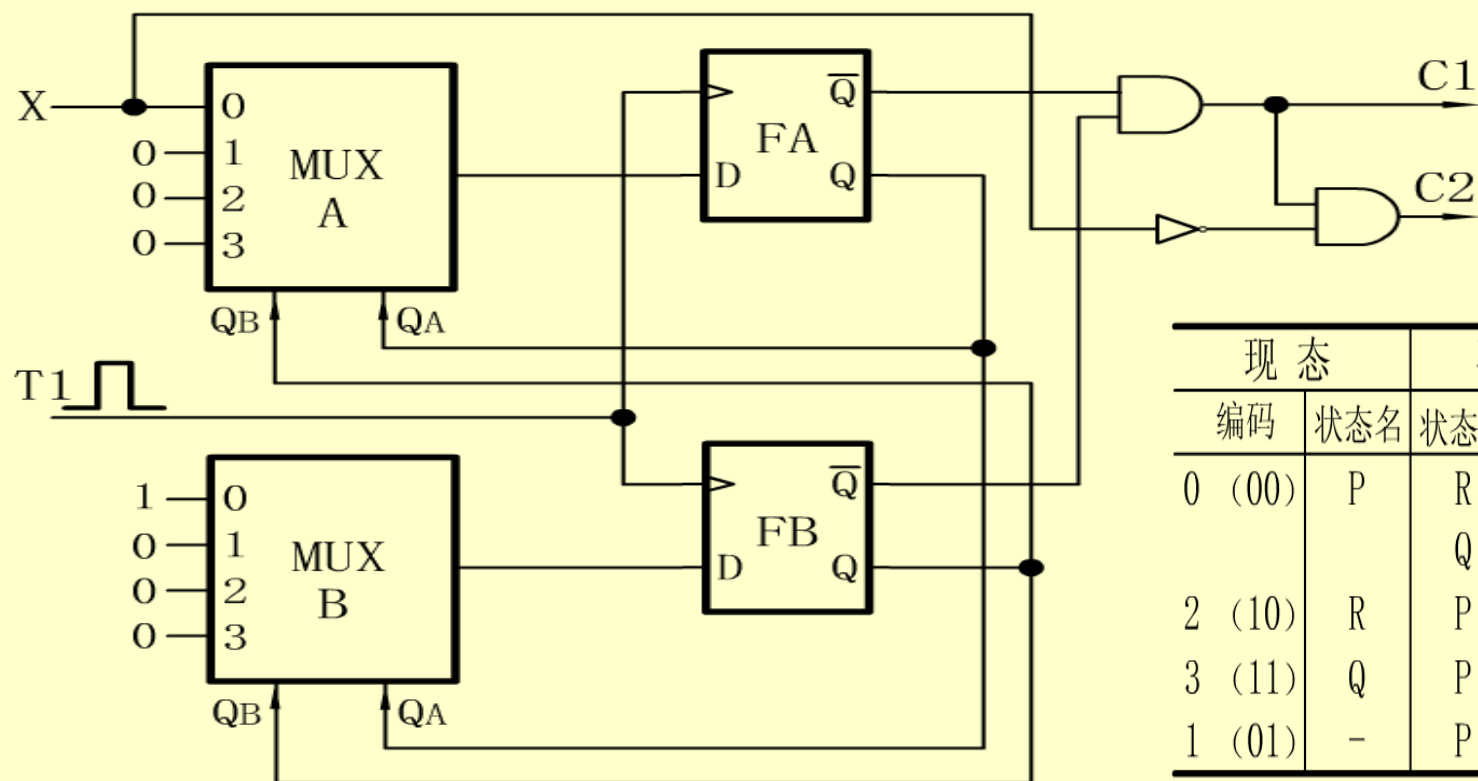 X
0
0 1
0 2
0 3
MUX
A
QB QA
T1
1 0
0 1
0 2
0 3
MUX
B
QB QA
Q̅
FA
D Q
Q̅
FB
D Q
C1
C2
现 态
编码 状态名 状态
0 (00) P R
Q
2 (10) R P
3 (11) Q P
1 (01) - P